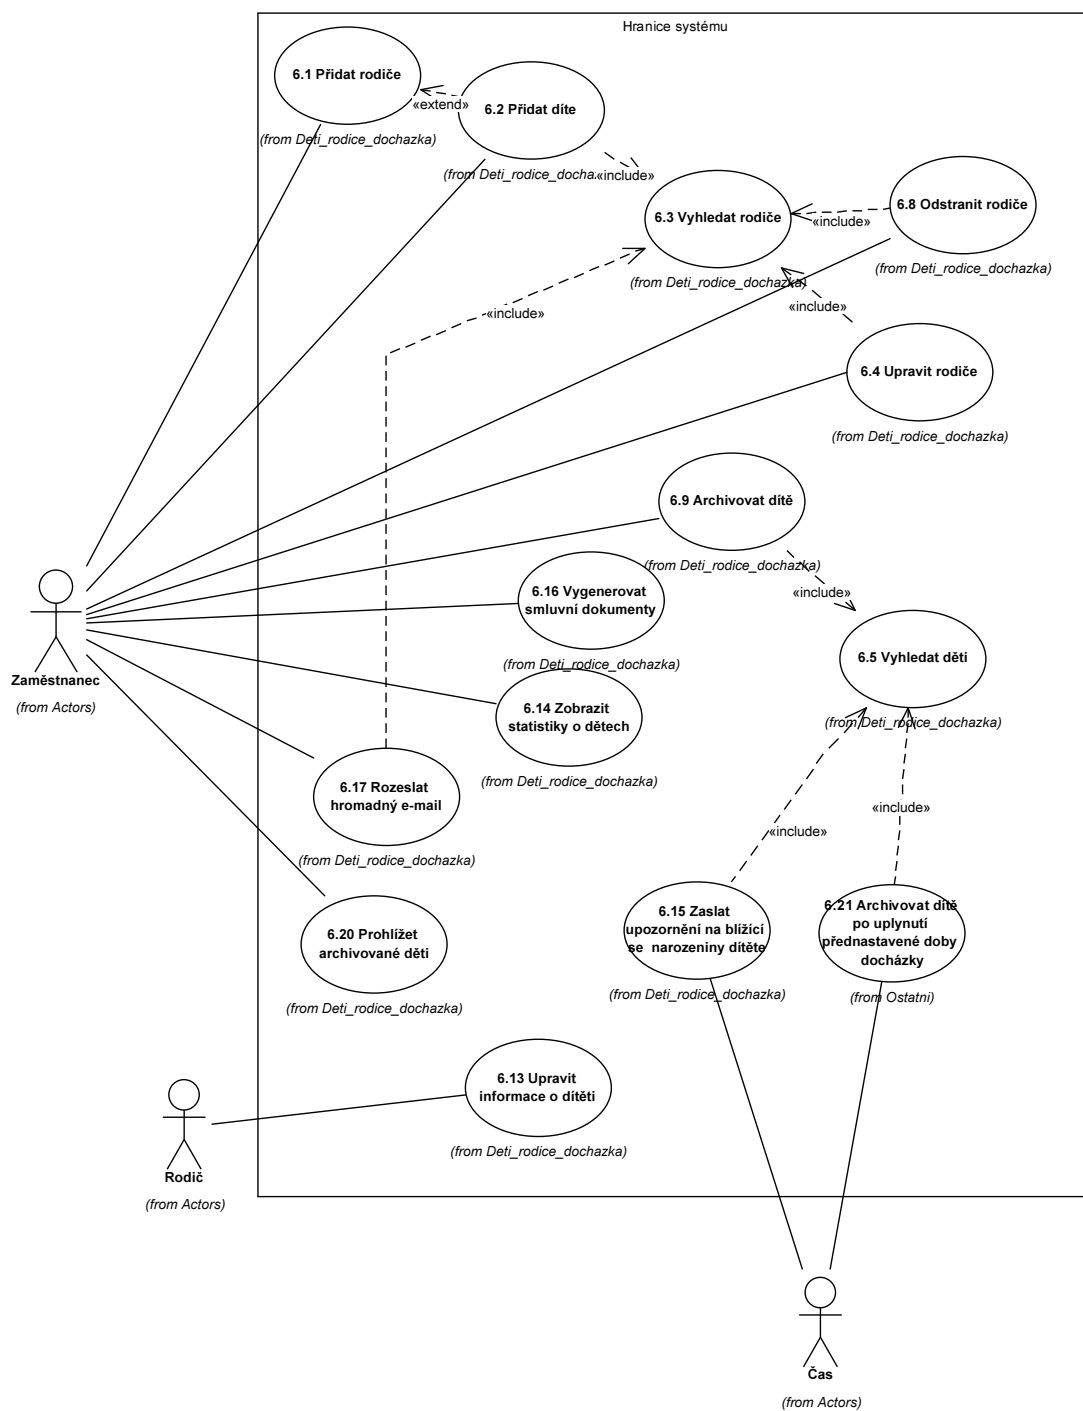 Hranice systému
6.1 Přidat rodiče
(from Deti_rodice_dochazka)
«extend»
6.2 Přidat díte
(from Deti_rodice_docha
«include»
6.3 Vyhledat rodiče
(from Deti_rodice_dochazka)
«include»
6.8 Odstranit rodiče
(from Deti_rodice_dochazka)
«include»
«include»
6.4 Upravit rodiče
(from Deti_rodice_dochazka)
6.9 Archivovat dítě
(from Deti_rodice_dochazka)
«include»
6.16 Vygenerovat
smluvní dokumenty
(from Deti_rodice_dochazka)
6.5 Vyhledat děti
(from Deti_rodice_dochazka)
Zaměstnanec
(from Actors)
6.14 Zobrazit
statistiky o dětech
(from Deti_rodice_dochazka)
6.17 Rozeslat
hromadný e-mail
(from Deti_rodice_dochazka)
«include»
«include»
6.20 Prohlížet
archivované děti
(from Deti_rodice_dochazka)
6.15 Zaslat
upozornění na blížící
se narozeniny dítěte
(from Deti_rodice_dochazka)
6.21 Archivovat dítě
po uplynutí
přednastavené doby
docházky
(from Ostatni)
6.13 Upravit
informace o dítěti
(from Deti_rodice_dochazka)
Rodič
(from Actors)
Čas
(from Actors)